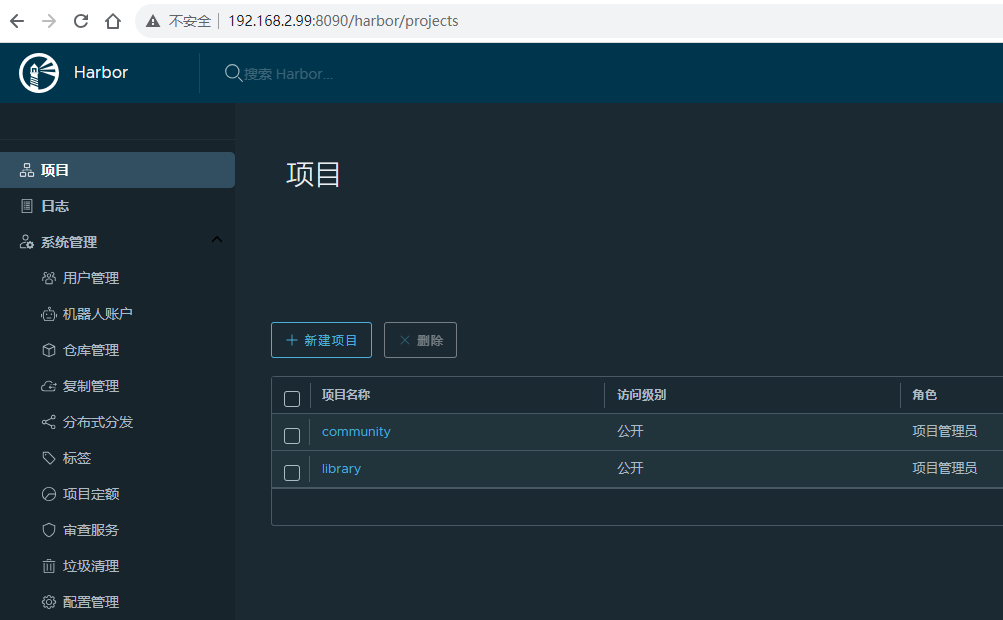 不安全 192.168.2.99:8090/harbor/projects
Harbor 搜索 Harbor...
项目
日志
系统管理
用户管理
机器人账户
仓库管理
复制管理
分布式分发
标签
项目定额
审查服务
垃圾清理
配置管理
项目
新建项目 删除
项目名称 访问级别 角色
community 公开 项目管理员
library 公开 项目管理员